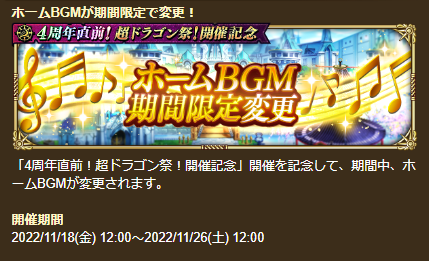 ホームBGMが期間限定で変更！
4周年直前！超ドラゴン祭！開催記念
ホームBGM
期間限定変更
「4周年直前！超ドラゴン祭！開催記念」開催を記念して、期間中、ホ
ームBGMが変更されます。
開催期間
2022/11/18(金) 12:00～2022/11/26(土) 12:00